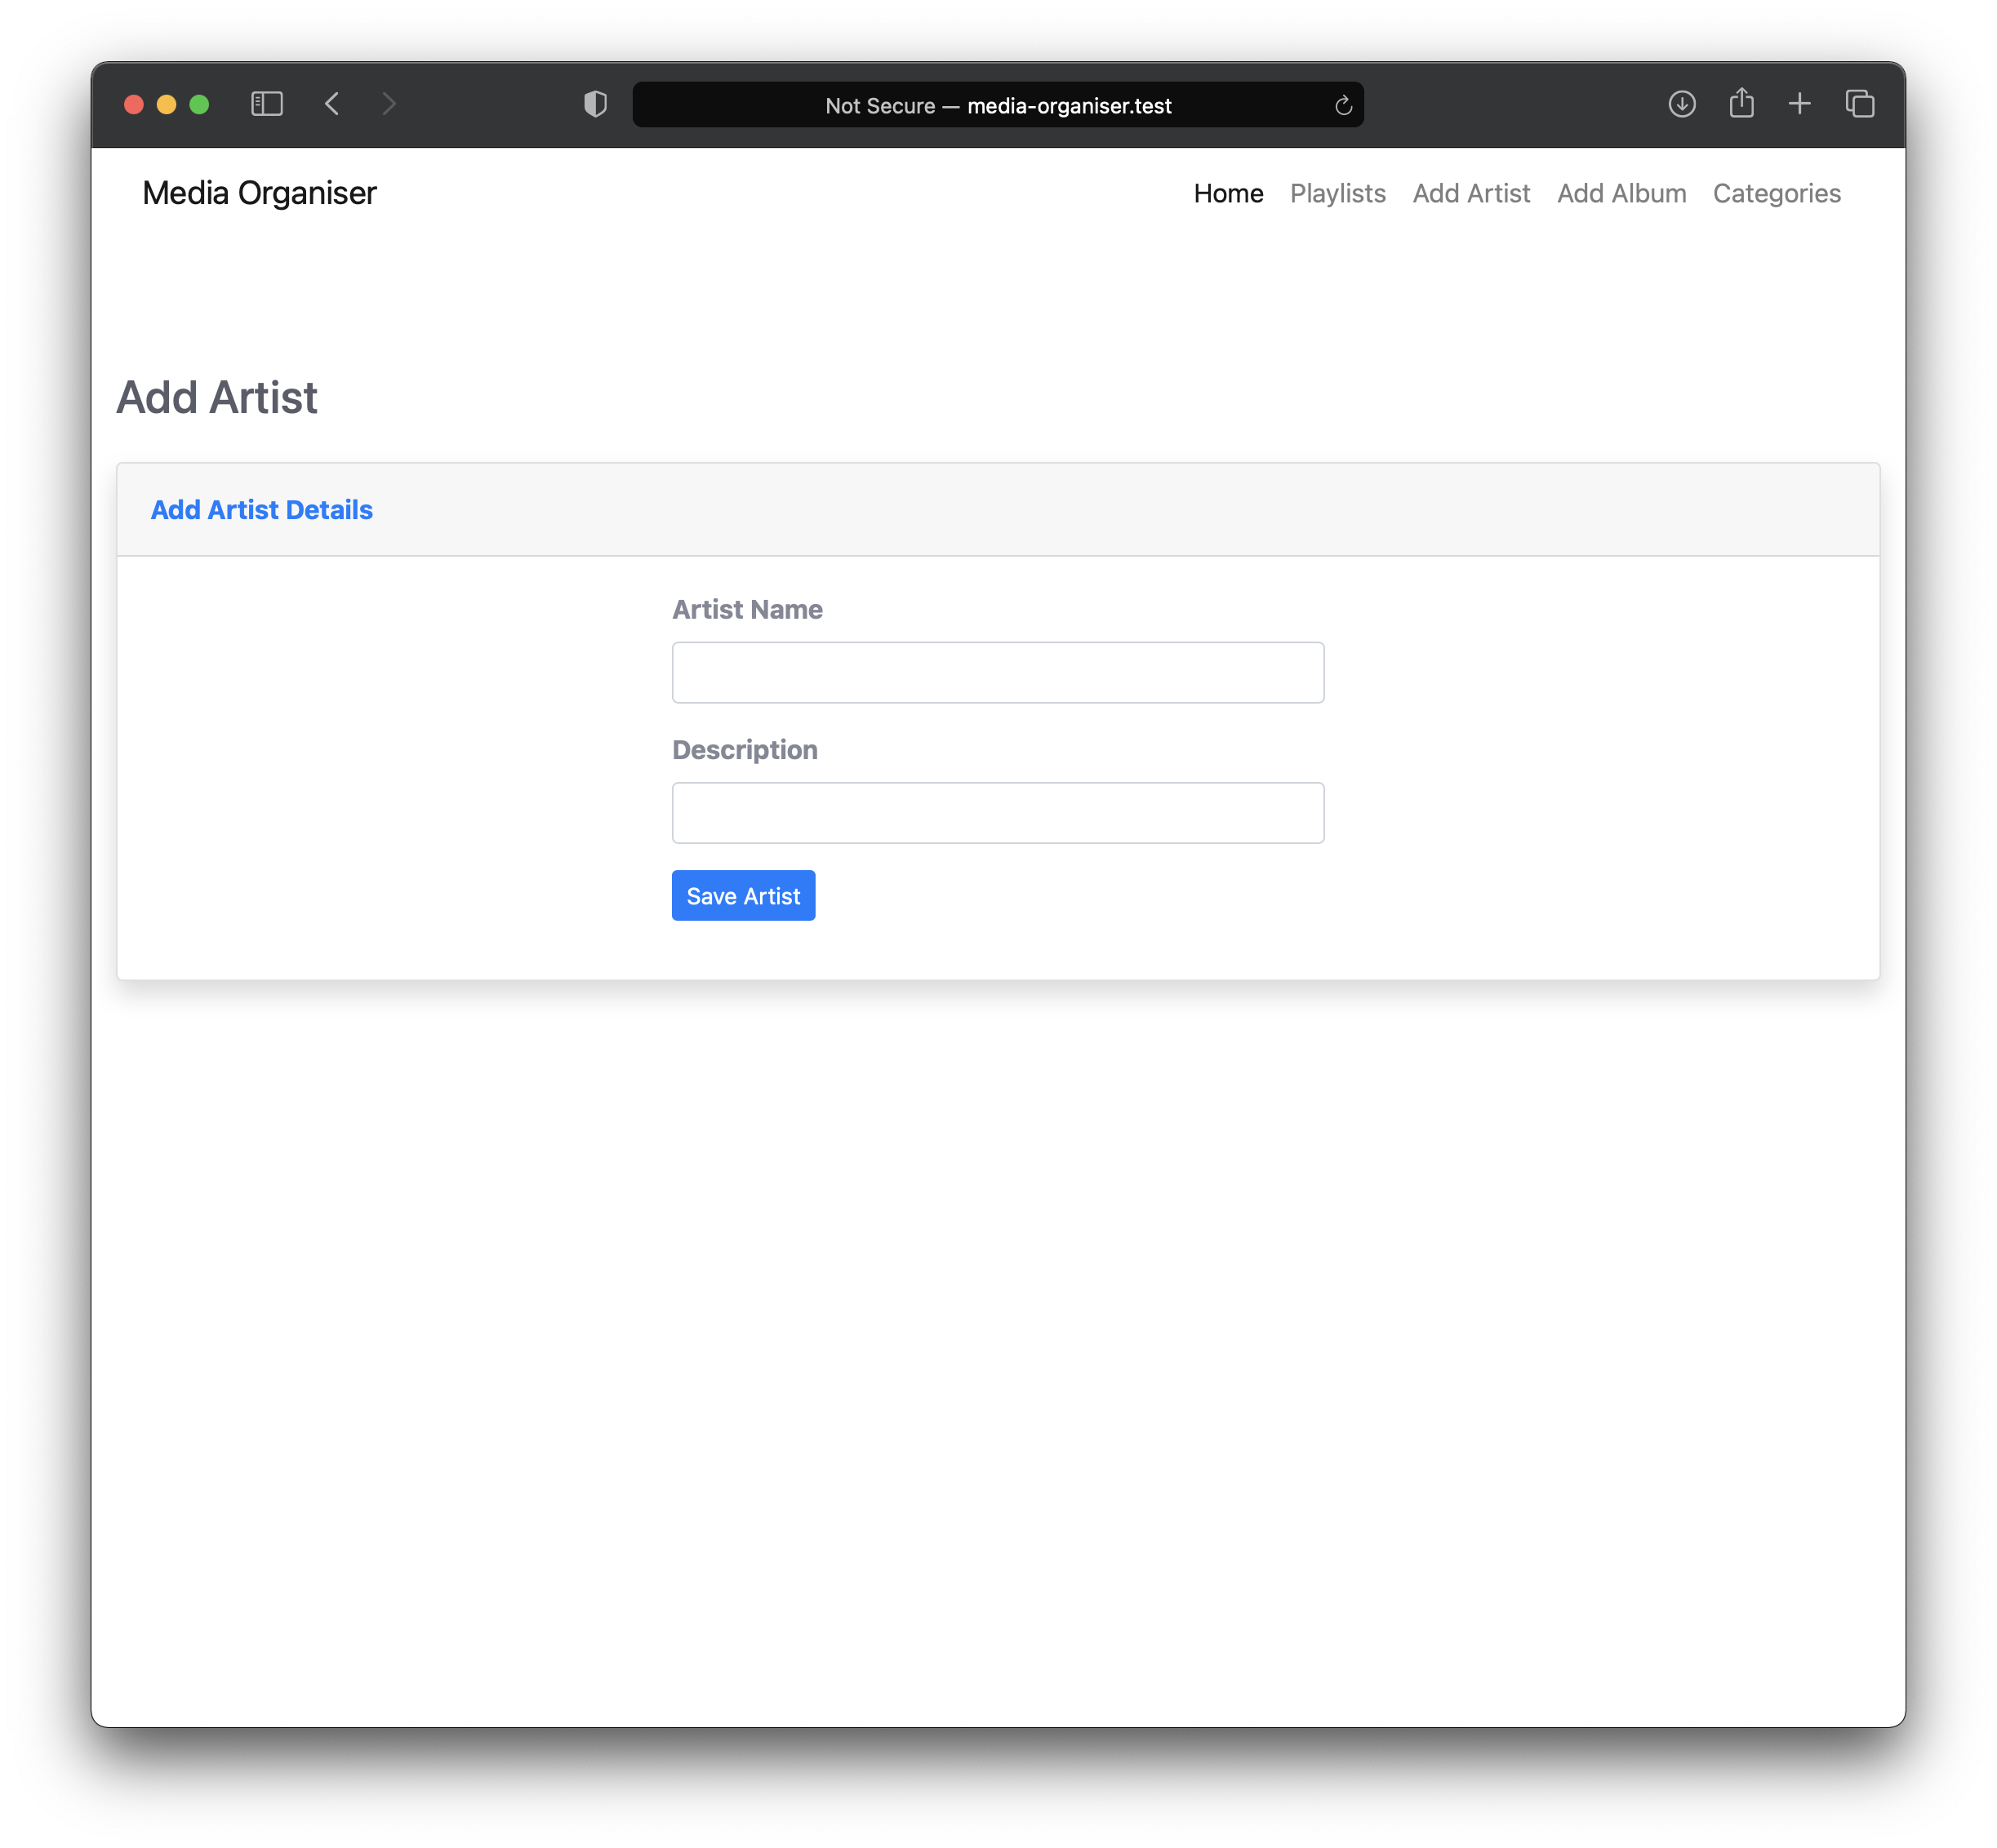 Not Secure — media-organiser.test
Media Organiser
Home Playlists Add Artist Add Album Categories
Add Artist
Add Artist Details
Artist Name
Description
Save Artist